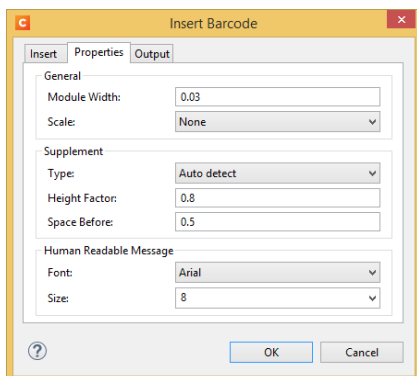 C Insert Barcode x
Insert Properties Output
General
Module Width: 0.03
Scale: None
Supplement
Type: Auto detect
Height Factor: 0.8
Space Before: 0.5
Human Readable Message
Font: Arial
Size: 8
? OK Cancel